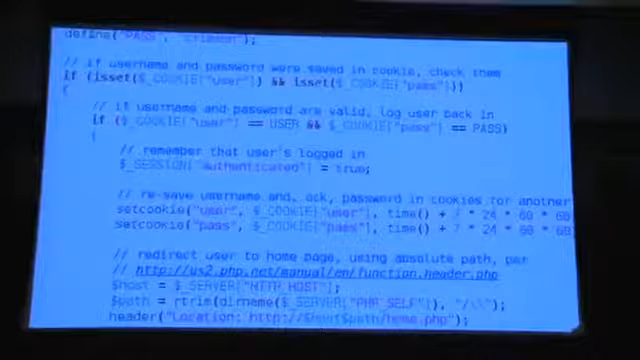 define("PASS", "crimson");
// if username and password were saved in cookie, check them
if (isset($_COOKIE["user"]) && isset($_COOKIE["pass"]))
{
// if username and password are valid, log user back in
if ($_COOKIE["user"] == USER && $_COOKIE["pass"] == PASS)
{
// remember that user's logged in
$_SESSION["authenticated"] = true;
// re-save username and, ack, password in cookies for another
setcookie("user", $_COOKIE["user"], time() + 7 * 24 * 60 * 60
setcookie("pass", $_COOKIE["pass"], time() + 7 * 24 * 60 * 60
// redirect user to home page, using absolute path, per
// http://us2.php.net/manual/en/function.header.php
$host = $_SERVER["HTTP_HOST"];
$path = rtrim(dirname($_SERVER["PHP_SELF"]), "/\\");
header("Location: http://$host$path/home.php");